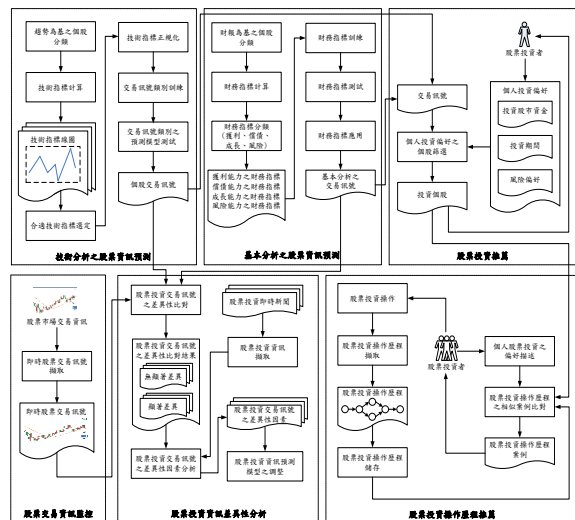 趨勢為基之個股
分類
技術指標計算
技術指標線圖
合適技術指標選定
技術指標正規化
交易訊號類別訓練
交易訊號類別之
預測模型測試
個股交易訊號
技術分析之股票資訊預測
財報為基之個股
分類
財務指標計算
財務指標分類
(獲利、償債、
成長、風險)
獲利能力之財務指標
償債能力之財務指標
成長能力之財務指標
風險能力之財務指標
財務指標訓練
財務指標測試
財務指標應用
基本分析之
交易訊號
基本分析之股票資訊預測
交易訊號
個人投資偏好之
個股篩選
投資個股
股票投資者
個人投資偏好
投資股市資金
投資期間
風險偏好
股票投資推薦
股票市場交易資訊
即時股票交易訊號
擷取
即時股票交易訊號
股票交易資訊監控
股票投資交易訊號
之差異性比對
股票投資交易訊號
之差異性比對結果
無顯著差異
顯著差異
股票投資交易訊號
之差異性因素分析
股票投資即時新聞
股票投資資訊
擷取
股票投資交易訊號
之差異性因素
股票投資資訊預測
模型之調整
股票投資資訊差異性分析
股票投資操作
股票投資操作歷程
擷取
股票投資操作歷程
股票投資操作歷程
儲存
股票投資者
個人股票投資之
偏好描述
股票投資操作歷程
之相似案例比對
股票投資操作歷程
案例
股票投資操作歷程推薦